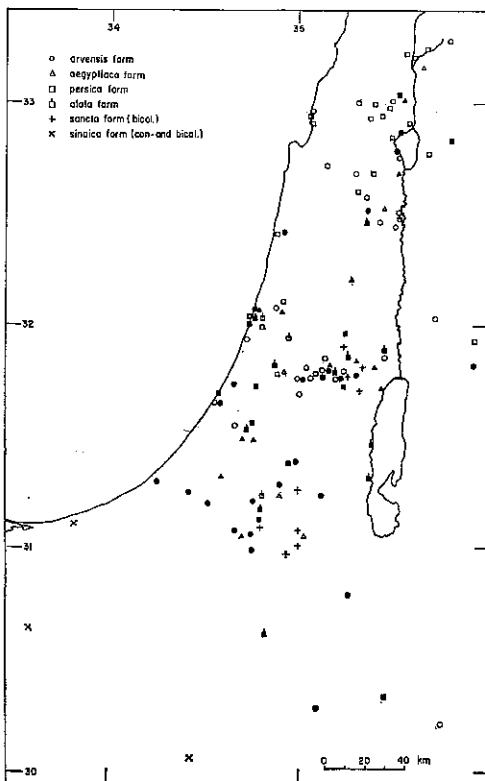 34 35
arvensis form
aegyptiaca form
persica form
alata form
sancta form (bicol.)
sinaica form (con-and bicol.)
33
32
31
30
0 20 40 km